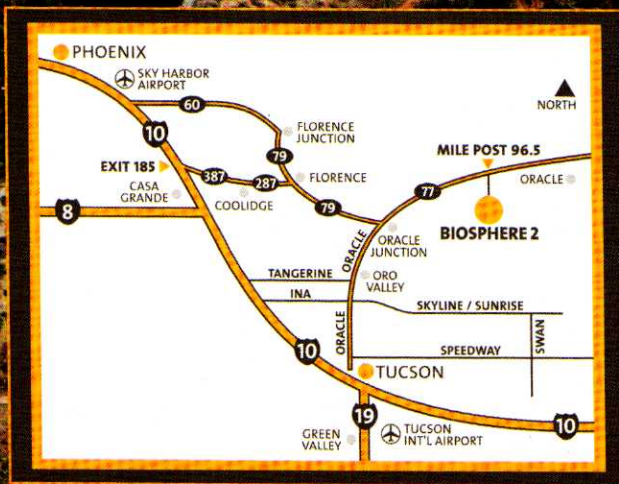 PHOENIX
SKY HARBOR
AIRPORT
60
NORTH
10
FLORENCE
JUNCTION
MILE POST 96.5
EXIT 185
79
387
287
FLORENCE
ORACLE
CASA
GRANDE
COOLIDGE
77
8
79
BIOSPHERE 2
ORACLE
JUNCTION
ORACLE
TANGERINE
ORO
VALLEY
INA
SKYLINE / SUNRISE
ORACLE
SWAN
10
SPEEDWAY
TUCSON
19
10
GREEN
VALLEY
TUCSON
INT'L AIRPORT